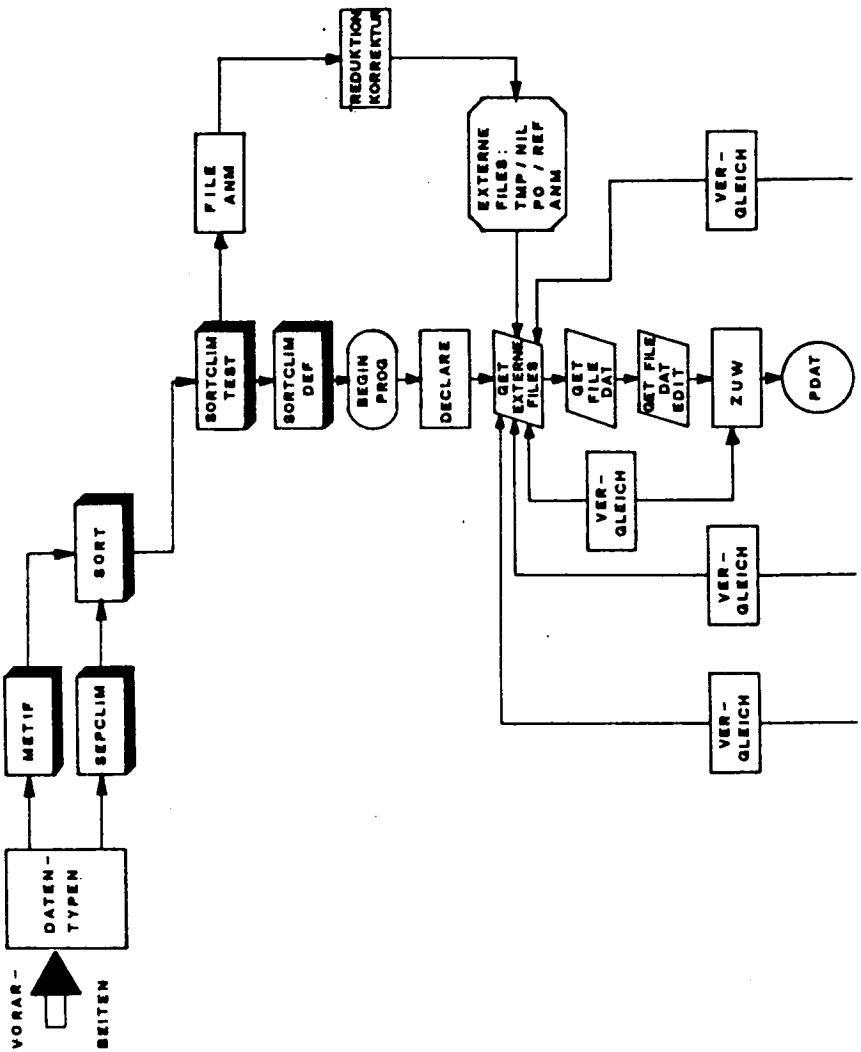 VORAR-
BEITEN
DATEN-
TYPEN
METIF
SEPCLIM
SORT
SORTCLIM
TEST
FILE
ANM
REDUKTION
KORREKTUR
SORTCLIM
DEF
BEGIN
PROG
DECLARE
EXTERNE
FILES:
TMP/NIL
PO / REF
ANM
GET
EXTERNE
FILES
GET
FILE
DAT
GET FILE
DAT
EDIT
ZUW
PDAT
VER-
GLEICH
VER-
GLEICH
VER-
GLEICH
VER-
GLEICH